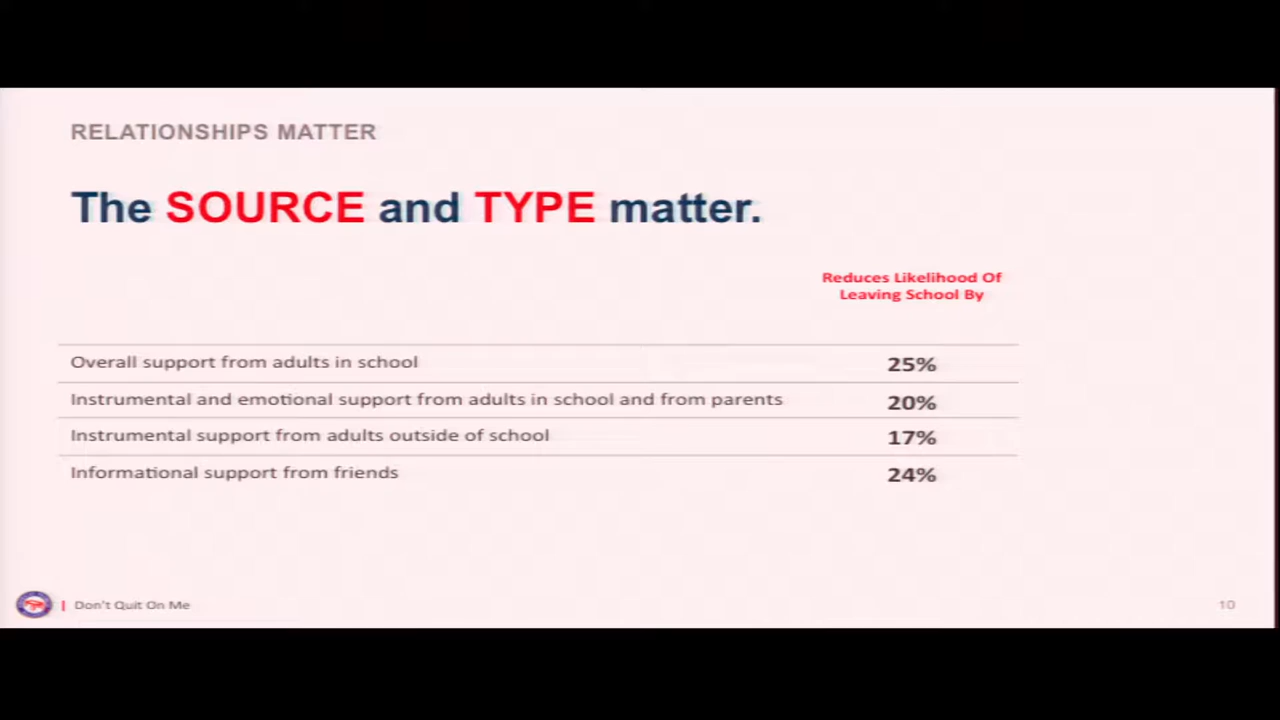 RELATIONSHIPS MATTER
The SOURCE and TYPE matter.
Reduces Likelihood Of
Leaving School By
Overall support from adults in school 25%
Instrumental and emotional support from adults in school and from parents 20%
Instrumental support from adults outside of school 17%
Informational support from friends 24%
| Don't Quit On Me 10